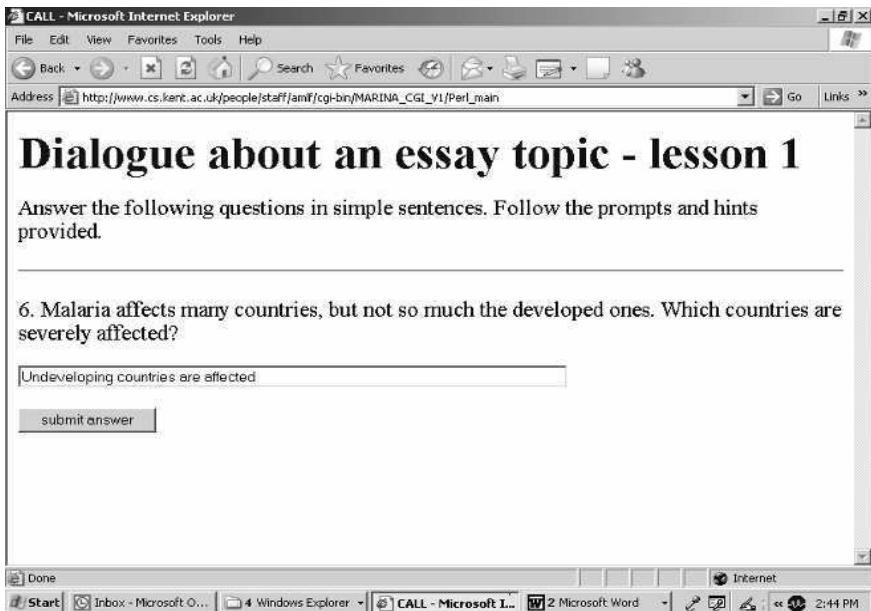 CALL - Microsoft Internet Explorer
File Edit View Favorites Tools Help
Back Search Favorites
Address http://www.cs.kent.ac.uk/people/staff/amf/cgi-bin/MARINA_CGI_V1/Perl_main Go Links »
Dialogue about an essay topic - lesson 1
Answer the following questions in simple sentences. Follow the prompts and hints
provided.
6. Malaria affects many countries, but not so much the developed ones. Which countries are
severely affected?
Undeveloping countries are affected
submit answer
Done Internet
Start Inbox - Microsoft O... 4 Windows Explorer CALL - Microsoft I... 2 Microsoft Word « 2:44 PM